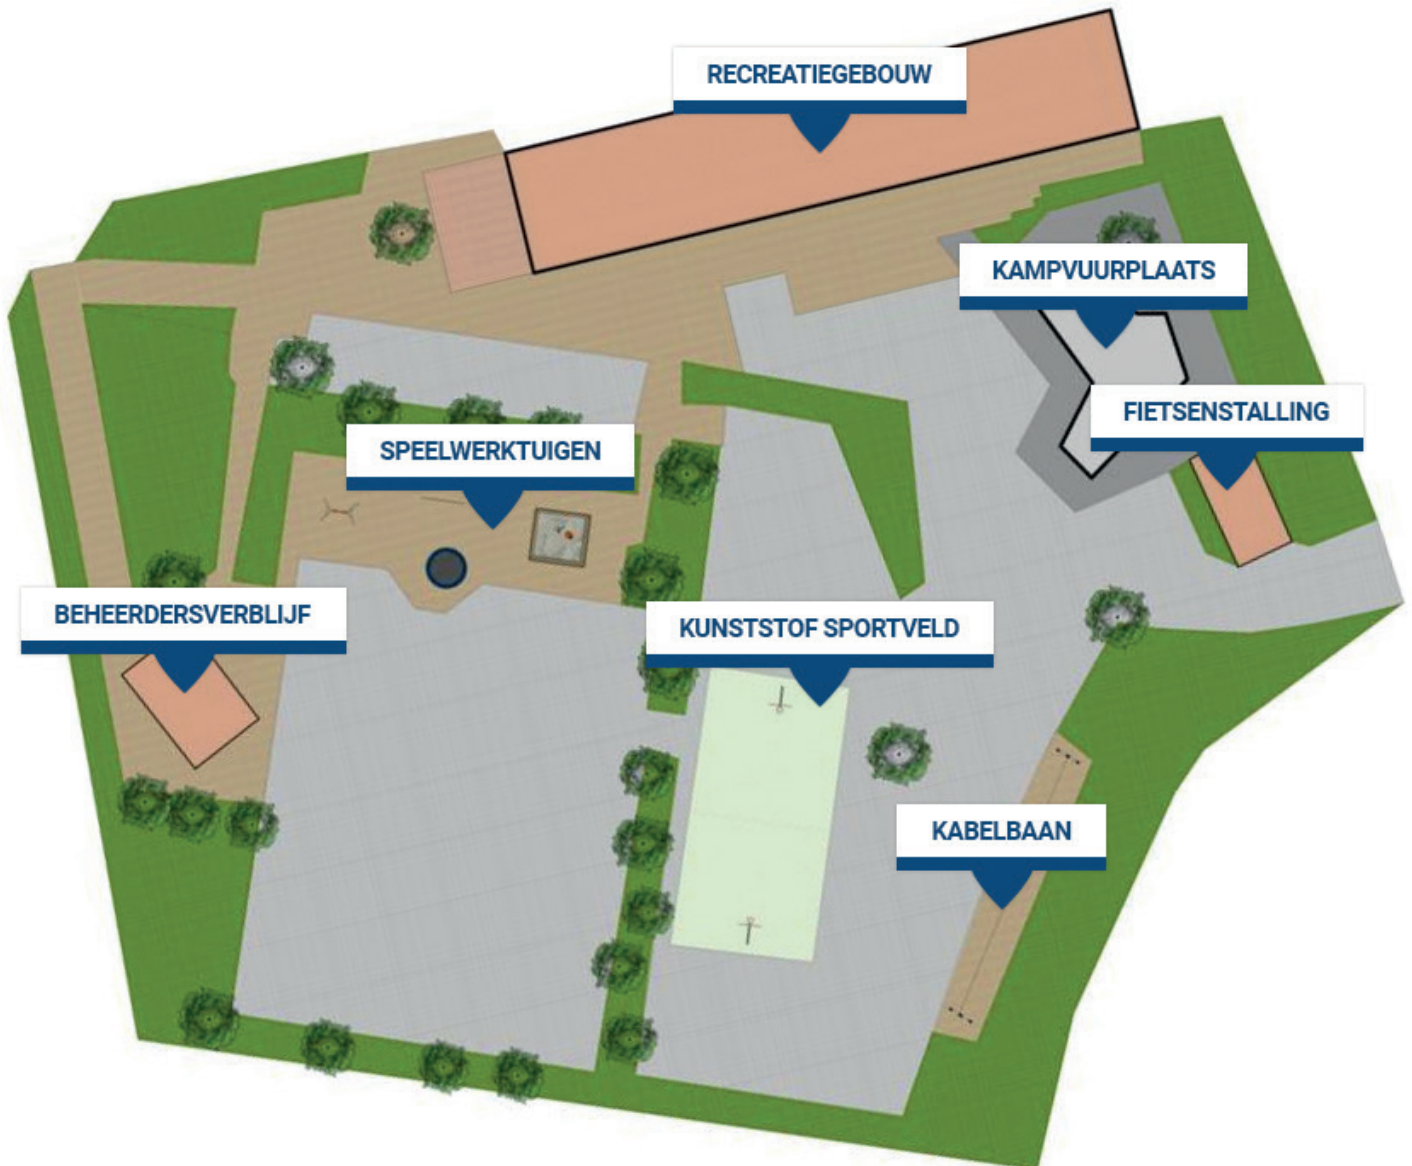 RECREATIEGEBOUW
KAMPVUURPLAATS
FIETSENSTALLING
SPEELWERKTUIGEN
BEHEERDERSVERBLIJF
KUNSTSTOF SPORTVELD
KABELBAAN